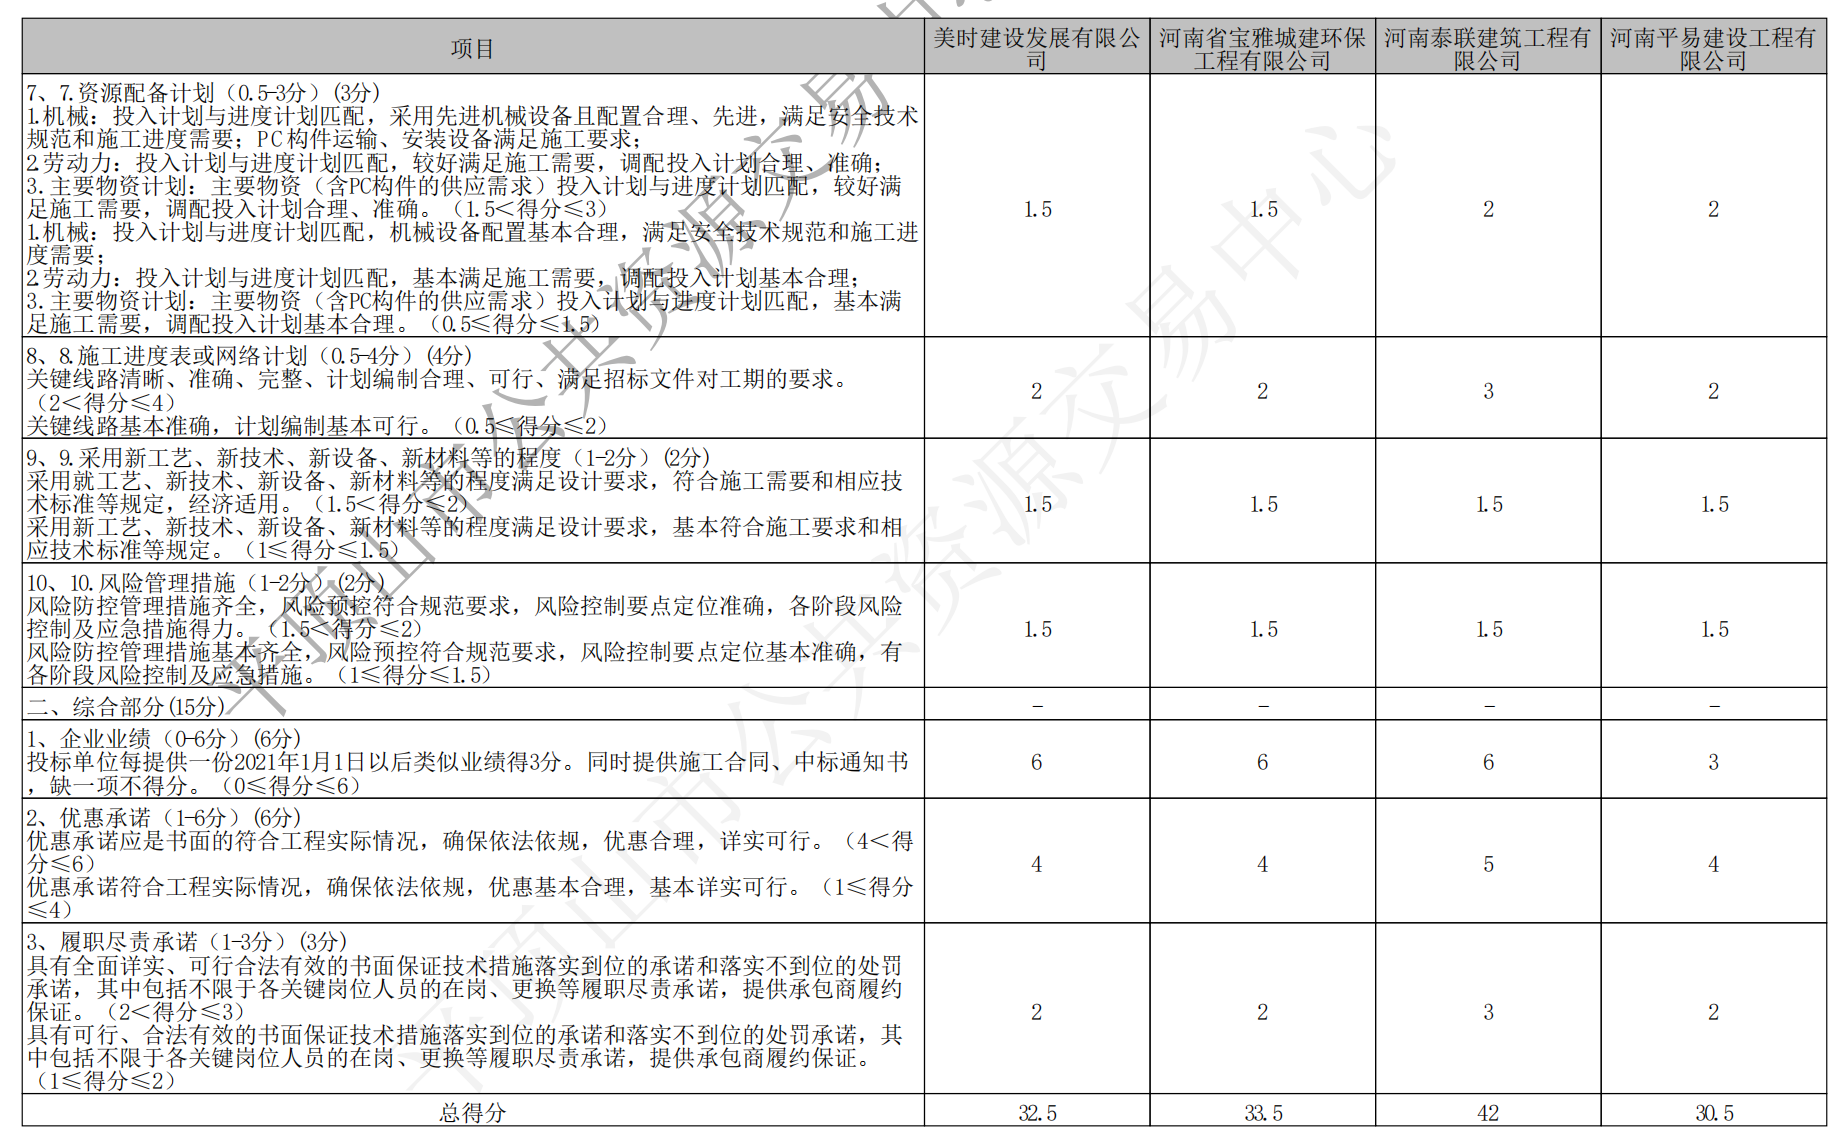 项目
美时建设发展有限公
司
河南省宝雅城建环保
工程有限公司
河南泰联建筑工程有
限公司
河南平易建设工程有
限公司
7、7.资源配备计划（0.5-3分）(3分)
1.机械：投入计划与进度计划匹配，采用先进机械设备且配置合理、先进，满足安全技术
规范和施工进度需要；PC构件运输、安装设备满足施工要求；
2.劳动力：投入计划与进度计划匹配，较好满足施工需要，调配投入计划合理、准确；
3.主要物资计划：主要物资（含PC构件的供应需求）投入计划与进度计划匹配，较好满
足施工需要，调配投入计划合理、准确。（1.5＜得分≤3）
1.机械：投入计划与进度计划匹配，机械设备配置基本合理，满足安全技术规范和施工进
度需要；
2.劳动力：投入计划与进度计划匹配，基本满足施工需要，调配投入计划基本合理；
3.主要物资计划：主要物资（含PC构件的供应需求）投入计划与进度计划匹配，基本满
足施工需要，调配投入计划基本合理。（0.5≤得分≤1.5）
1.5
1.5
2
2
8、8.施工进度表或网络计划（0.5-4分）(4分)
关键线路清晰、准确、完整、计划编制合理、可行、满足招标文件对工期的要求。
（2＜得分≤4）
关键线路基本准确，计划编制基本可行。（0.5≤得分≤2）
2
2
3
2
9、9.采用新工艺、新技术、新设备、新材料等的程度（1-2分）(2分)
采用就工艺、新技术、新设备、新材料等的程度满足设计要求，符合施工需要和相应技
术标准等规定，经济适用。（1.5＜得分≤2）
采用新工艺、新技术、新设备、新材料等的程度满足设计要求，基本符合施工要求和相
应技术标准等规定。（1≤得分≤1.5）
1.5
1.5
1.5
1.5
10、10.风险管理措施（1-2分）(2分)
风险防控管理措施齐全，风险预控符合规范要求，风险控制要点定位准确，各阶段风险
控制及应急措施得力。（1.5＜得分≤2）
风险防控管理措施基本齐全，风险预控符合规范要求，风险控制要点定位基本准确，有
各阶段风险控制及应急措施。（1≤得分≤1.5）
1.5
1.5
1.5
1.5
二、综合部分(15分)
-
-
-
-
1、企业业绩（0-6分）(6分)
投标单位每提供一份2021年1月1日以后类似业绩得3分。同时提供施工合同、中标通知书
，缺一项不得分。（0≤得分≤6）
6
6
6
3
2、优惠承诺（1-6分）(6分)
优惠承诺应是书面的符合工程实际情况，确保依法依规，优惠合理，详实可行。（4＜得
分≤6）
优惠承诺符合工程实际情况，确保依法依规，优惠基本合理，基本详实可行。（1≤得分
≤4）
4
4
5
4
3、履职尽责承诺（1-3分）(3分)
具有全面详实、可行合法有效的书面保证技术措施落实到位的承诺和落实不到位的处罚
承诺，其中包括不限于各关键岗位人员的在岗、更换等履职尽责承诺，提供承包商履约
保证。（2＜得分≤3）
具有可行、合法有效的书面保证技术措施落实到位的承诺和落实不到位的处罚承诺，其
中包括不限于各关键岗位人员的在岗、更换等履职尽责承诺，提供承包商履约保证。
（1≤得分≤2）
2
2
3
2
总得分
32.5
33.5
42
30.5
平顶山市公共资源交易中心
平顶山市公共资源交易中心